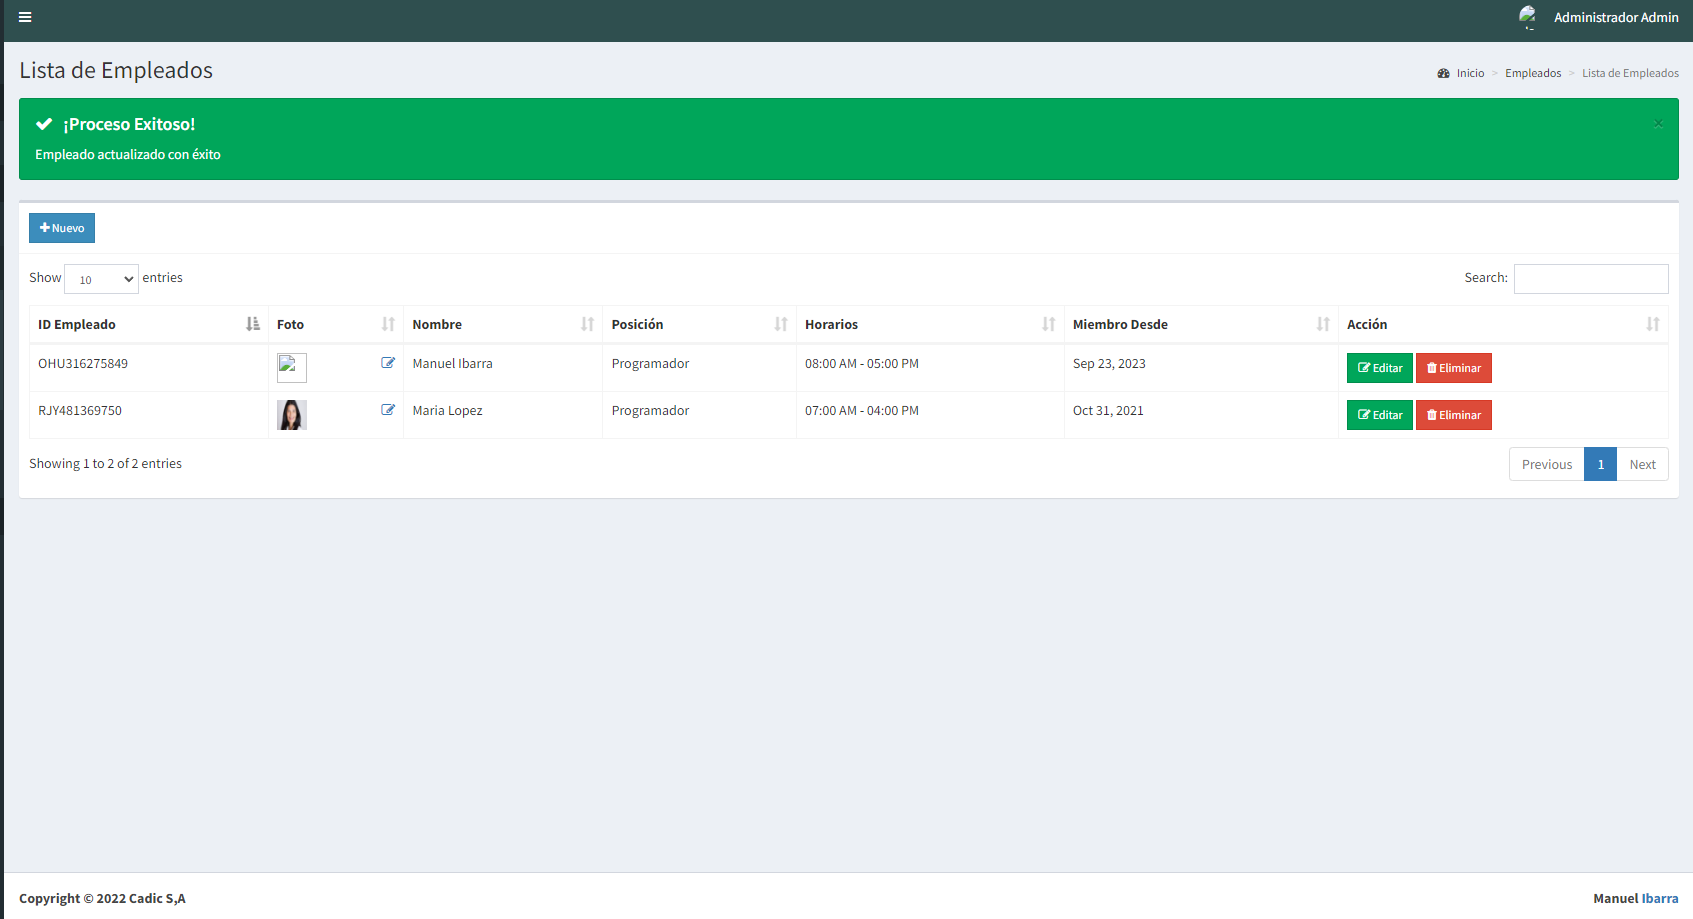 Administrador Admin
Lista de Empleados
Inicio > Empleados > Lista de Empleados
¡Proceso Exitoso!
×
Empleado actualizado con éxito
Nuevo
Show 10 entries
Search:
ID Empleado Foto Nombre Posición Horarios Miembro Desde Acción
OHU316275849 Manuel Ibarra Programador 08:00 AM - 05:00 PM Sep 23, 2023 Editar Eliminar
RJY481369750 Maria Lopez Programador 07:00 AM - 04:00 PM Oct 31, 2021 Editar Eliminar
Showing 1 to 2 of 2 entries
Previous 1 Next
Copyright © 2022 Cadic S,A
Manuel Ibarra